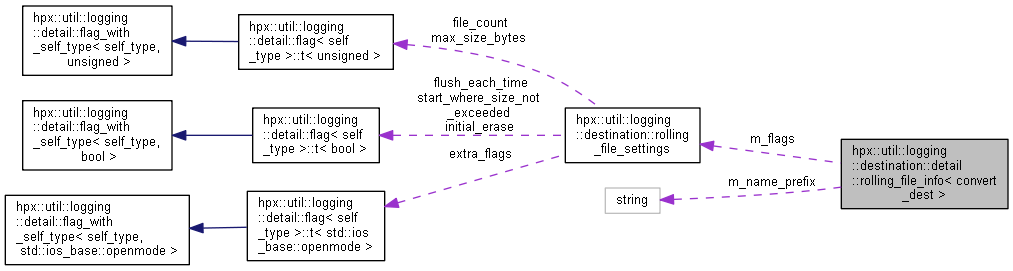 hpx::util::logging
::detail::flag_with
_self_type< self_type,
unsigned >
hpx::util::logging
::detail::flag< self
_type >::t< unsigned >
file_count
max_size_bytes
hpx::util::logging
::detail::flag_with
_self_type< self_type,
bool >
hpx::util::logging
::detail::flag< self
_type >::t< bool >
flush_each_time
start_where_size_not
_exceeded
initial_erase
hpx::util::logging
::destination::rolling
_file_settings
m_flags
hpx::util::logging
::destination::detail
::rolling_file_info< convert
_dest >
hpx::util::logging
::detail::flag_with
_self_type< self_type,
std::ios_base::openmode >
hpx::util::logging
::detail::flag< self
_type >::t< std::ios
_base::openmode >
extra_flags
string
m_name_prefix